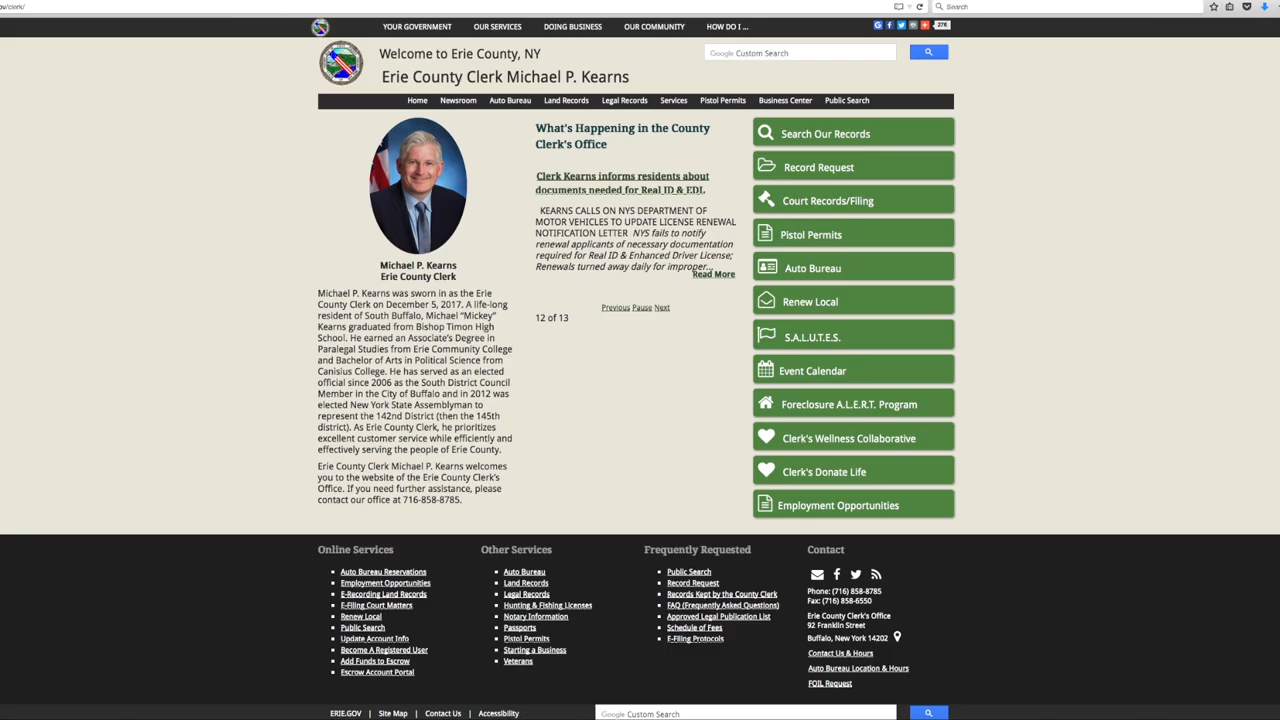 ov/clerk/
Search
YOUR GOVERNMENT OUR SERVICES DOING BUSINESS OUR COMMUNITY HOW DO I ...
276
Welcome to Erie County, NY
Google Custom Search
Erie County Clerk Michael P. Kearns
Home Newsroom Auto Bureau Land Records Legal Records Services Pistol Permits Business Center Public Search
Michael P. Kearns
Erie County Clerk
Michael P. Kearns was sworn in as the Erie
County Clerk on December 5, 2017. A life-long
resident of South Buffalo, Michael "Mickey"
Kearns graduated from Bishop Timon High
School. He earned an Associate's Degree in
Paralegal Studies from Erie Community College
and Bachelor of Arts in Political Science from
Canisius College. He has served as an elected
official since 2006 as the South District Council
Member in the City of Buffalo and in 2012 was
elected New York State Assemblyman to
represent the 142nd District (then the 145th
district). As Erie County Clerk, he prioritizes
excellent customer service while efficiently and
effectively serving the people of Erie County.
Erie County Clerk Michael P. Kearns welcomes
you to the website of the Erie County Clerk's
Office. If you need further assistance, please
contact our office at 716-858-8785.
What's Happening in the County
Clerk's Office
Clerk Kearns informs residents about
documents needed for Real ID & EDL
KEARNS CALLS ON NYS DEPARTMENT OF
MOTOR VEHICLES TO UPDATE LICENSE RENEWAL
NOTIFICATION LETTER NYS fails to notify
renewal applicants of necessary documentation
required for Real ID & Enhanced Driver License;
Renewals turned away daily for improper...
Read More
Previous Pause Next
12 of 13
Search Our Records
Record Request
Court Records/Filing
Pistol Permits
Auto Bureau
Renew Local
S.A.L.U.T.E.S.
Event Calendar
Foreclosure A.L.E.R.T. Program
Clerk's Wellness Collaborative
Clerk's Donate Life
Employment Opportunities
Online Services
Auto Bureau Reservations
Employment Opportunities
E-Recording Land Records
E-Filing Court Matters
Renew Local
Public Search
Update Account Info
Become A Registered User
Add Funds to Escrow
Escrow Account Portal
Other Services
Auto Bureau
Land Records
Legal Records
Hunting & Fishing Licenses
Notary Information
Passports
Pistol Permits
Starting a Business
Veterans
Frequently Requested
Public Search
Record Request
Records Kept by the County Clerk
FAQ (Frequently Asked Questions)
Approved Legal Publication List
Schedule of Fees
E-Filing Protocols
Contact
Phone: (716) 858-8785
Fax: (716) 858-6550
Erie County Clerk's Office
92 Franklin Street
Buffalo, New York 14202
Contact Us & Hours
Auto Bureau Location & Hours
FOIL Request
ERIE.GOV | Site Map | Contact Us | Accessibility
Google Custom Search